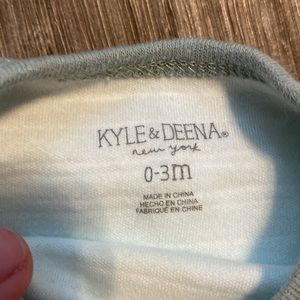 KYLE & DEENA®
new york
0-3m
MADE IN CHINA
HECHO EN CHINA
FABRIQUÉ EN CHINE